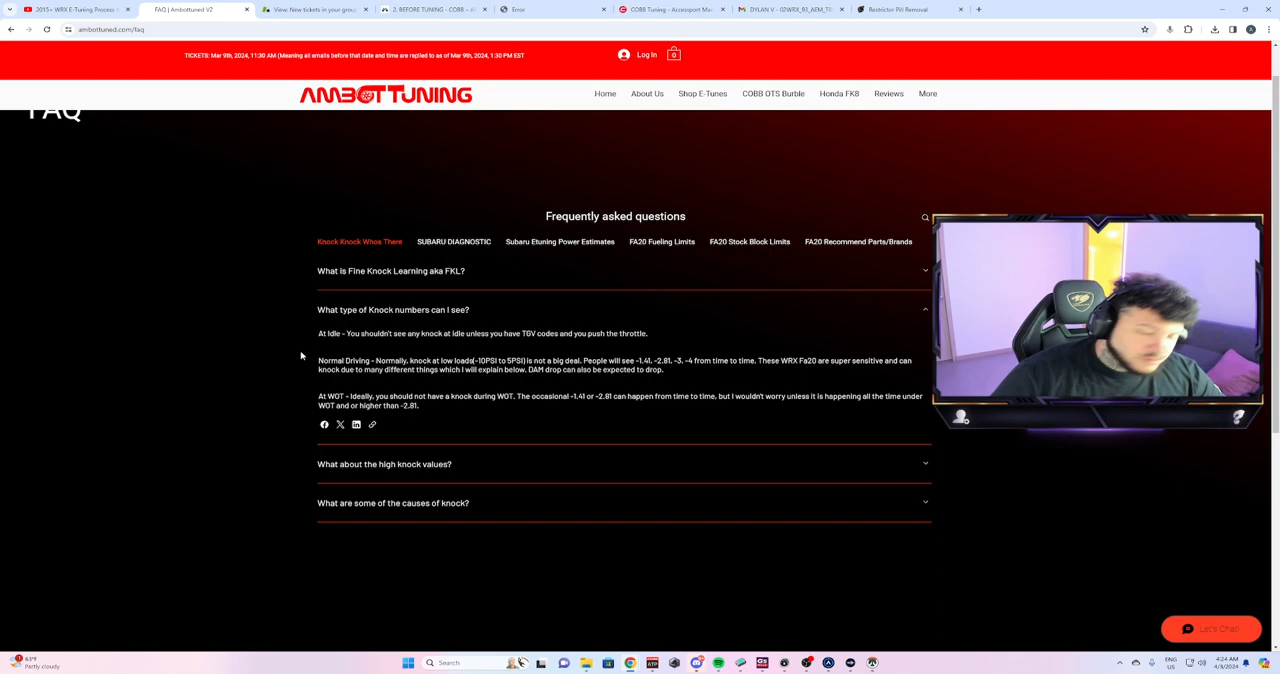 2015+ WRX E-Tuning Process
FAQ | Ambottuned V2
View: New tickets in your group
2. BEFORE TUNING - COBB – A
Error
COBB Tuning - Accessport Ma
DYLAN V. - 02WRX_93_AEM_T
Restrictor Pill Removal
ambottuned.com/faq
TICKETS: Mar 9th, 2024, 11:30 AM (Meaning all emails before that date and time are replied to as of Mar 9th, 2024, 1:30 PM EST
Log In
0
AMBOT TUNING
Home
About Us
Shop E-Tunes
COBB OTS Burble
Honda FK8
Reviews
More
FAQ
Frequently asked questions
Knock Knock Whos There
SUBARU DIAGNOSTIC
Subaru Etuning Power Estimates
FA20 Fueling Limits
FA20 Stock Block Limits
FA20 Recommend Parts/Brands
What is Fine Knock Learning aka FKL?
What type of Knock numbers can I see?
At Idle - You shouldn't see any knock at idle unless you have TGV codes and you push the throttle.
Normal Driving - Normally, knock at low loads(-10PSI to 5PSI) is not a big deal. People will see -1.41, -2.81, -3, -4 from time to time. These WRX Fa20 are super sensitive and can
knock due to many different things which I will explain below. DAM drop can also be expected to drop.
At WOT - Ideally, you should not have a knock during WOT. The occasional -1.41 or -2.81 can happen from time to time, but I wouldn't worry unless it is happening all the time under
WOT and or higher than -2.81.
What about the high knock values?
What are some of the causes of knock?
Let's Chat!
63°F
Partly cloudy
Search
ENG
US
4:24 AM
4/3/2024